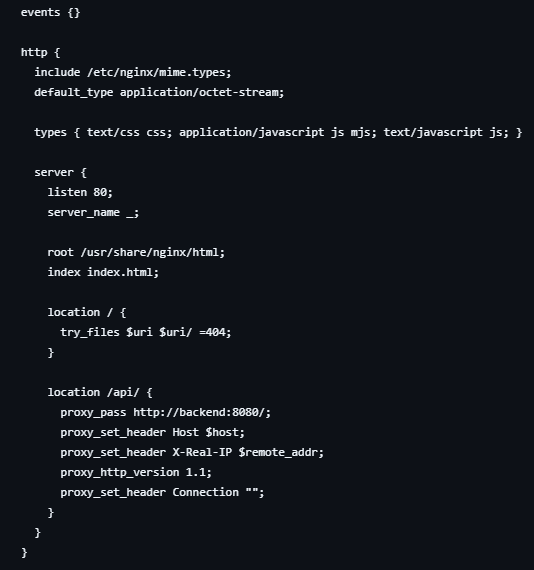 events {}
http {
include /etc/nginx/mime.types;
default_type application/octet-stream;
types { text/css css; application/javascript js mjs; text/javascript js; }
server {
listen 80;
server_name _;
root /usr/share/nginx/html;
index index.html;
location / {
try_files $uri $uri/ =404;
}
location /api/ {
proxy_pass http://backend:8080/;
proxy_set_header Host $host;
proxy_set_header X-Real-IP $remote_addr;
proxy_http_version 1.1;
proxy_set_header Connection "";
}
}
}